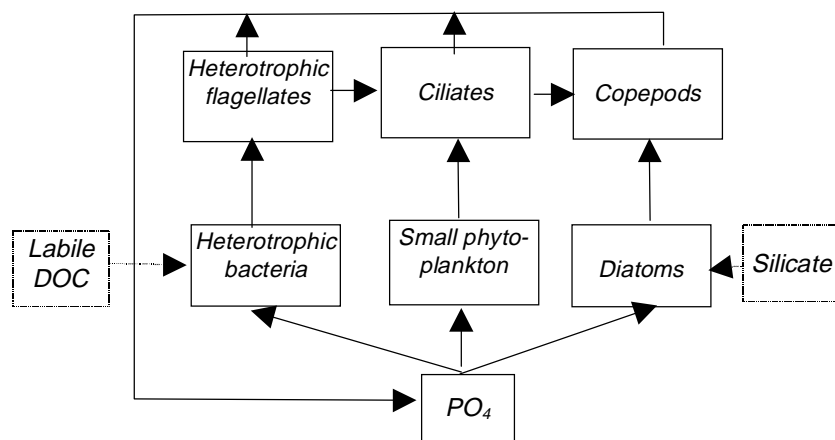 Heterotrophic
flagellates
Ciliates
Copepods
Labile
DOC
Heterotrophic
bacteria
Small phyto-
plankton
Diatoms
Silicate
PO₄